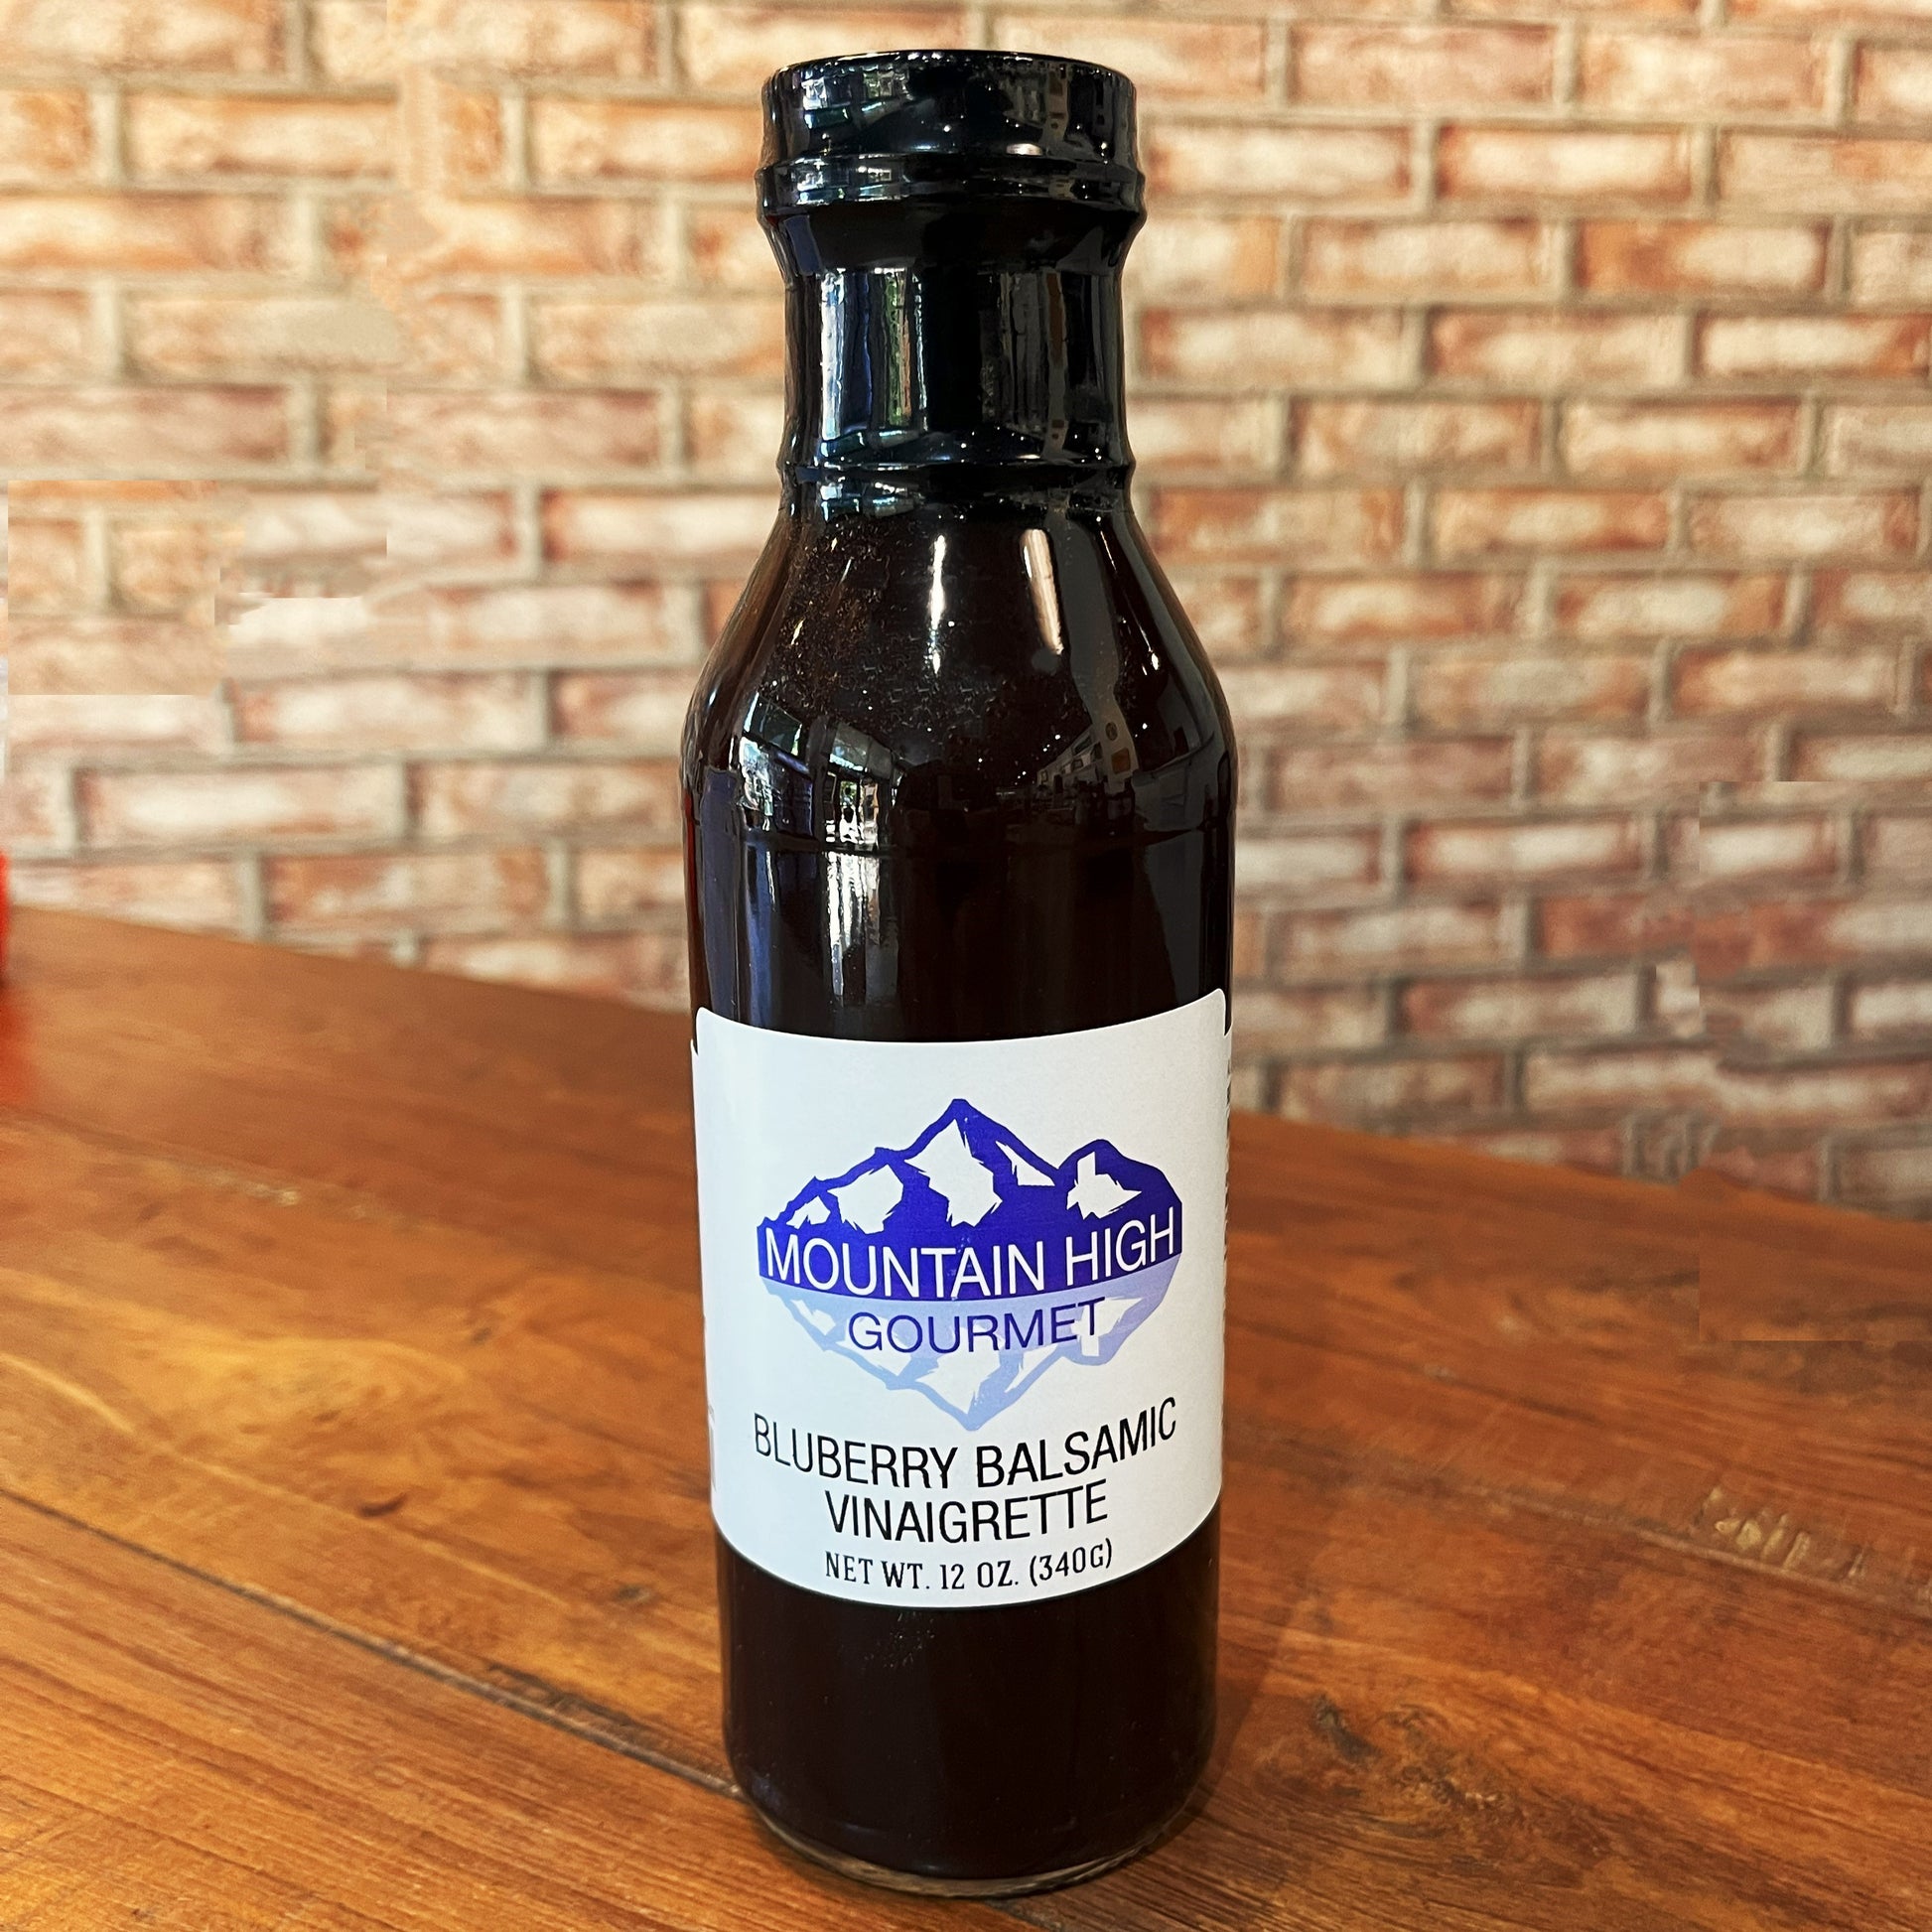 MOUNTAIN HIGH
GOURMET
BLUBERRY BALSAMIC
VINAIGRETTE
NET WT. 12 OZ. (340G)